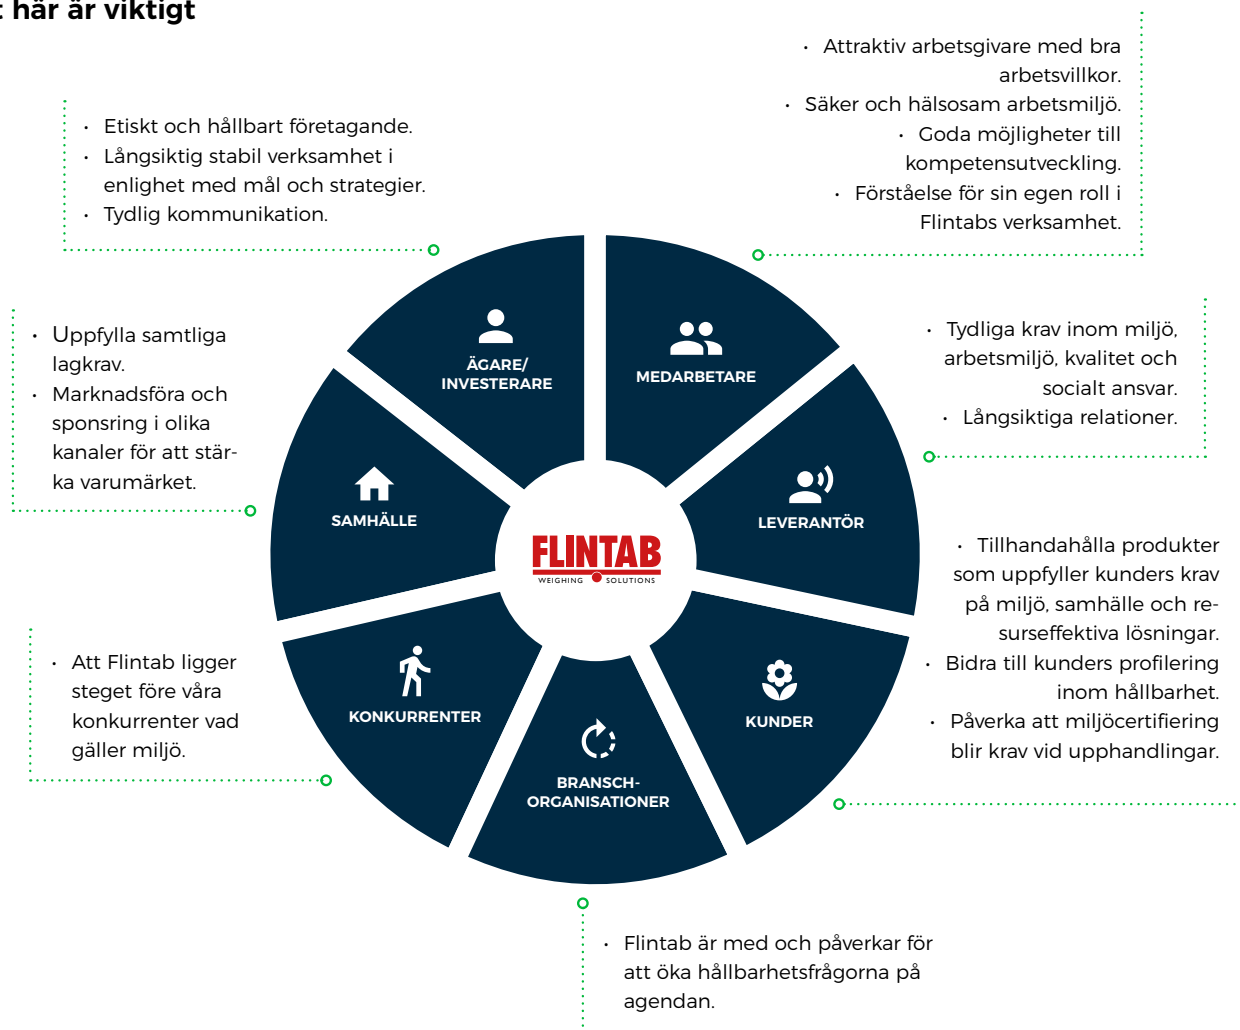 här är viktigt
• Attraktiv arbetsgivare med bra
arbetsvillkor.
• Säker och hälsosam arbetsmiljö.
• Goda möjligheter till
kompetensutveckling.
• Förståelse för sin egen roll i
Flintabs verksamhet.
• Etiskt och hållbart företagande.
• Långsiktig stabil verksamhet i
enlighet med mål och strategier.
• Tydlig kommunikation.
• Uppfylla samtliga
lagkrav.
• Marknadsföra och
sponsring i olika
kanaler för att stär-
ka varumärket.
• Tydliga krav inom miljö,
arbetsmiljö, kvalitet och
socialt ansvar.
• Långsiktiga relationer.
ÄGARE/
INVESTERARE
MEDARBETARE
SAMHÄLLE
LEVERANTÖR
FLINTAB
WEIGHING SOLUTIONS
KONKURRENTER
KUNDER
BRANSCH-
ORGANISATIONER
• Tillhandahålla produkter
som uppfyller kunders krav
på miljö, samhälle och re-
surseffektiva lösningar.
• Bidra till kunders profilering
inom hållbarhet.
• Påverka att miljöcertifiering
blir krav vid upphandlingar.
• Att Flintab ligger
steget före våra
konkurrenter vad
gäller miljö.
• Flintab är med och påverkar för
att öka hållbarhetsfrågorna på
agendan.